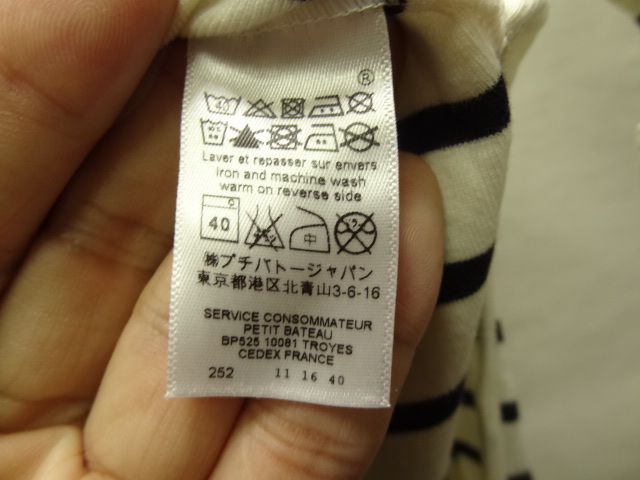 ®
40
Laver et repasser sur envers
Iron and machine wash
warm on reverse side
C
40
中
㈱プチバトージャパン
東京都港区北青山3-6-16
SERVICE CONSOMMATEUR
PETIT BATEAU
BP525 10081 TROYES
CEDEX FRANCE
252 11 16 40